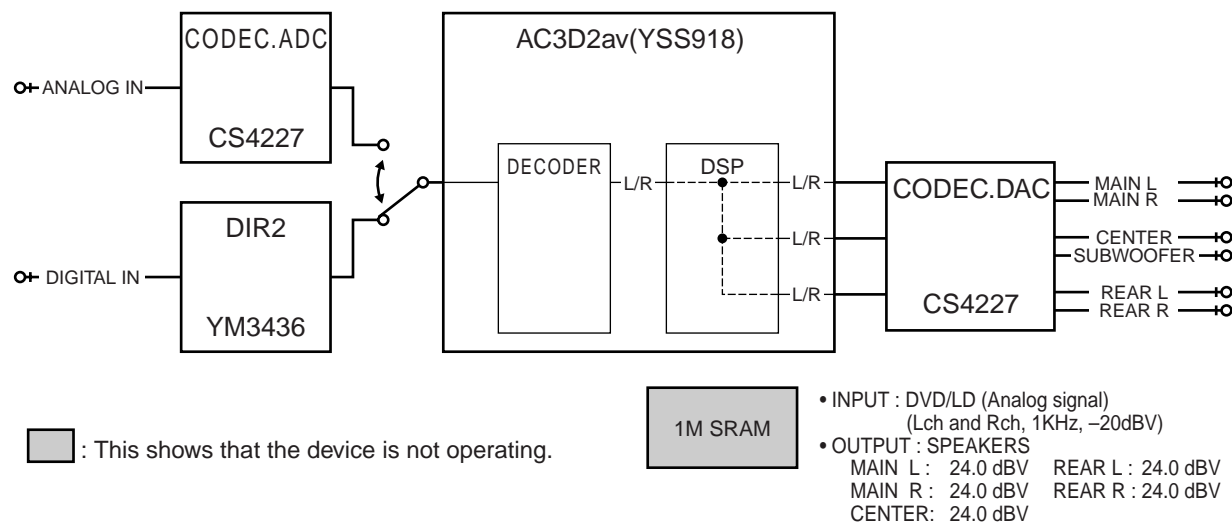 CODEC.ADC
CS4227
ANALOG IN
DIR2
YM3436
DIGITAL IN
AC3D2av(YSS918)
DECODER
L/R
DSP
L/R
L/R
L/R
CODEC.DAC
CS4227
MAIN L
MAIN R
CENTER
SUBWOOFER
REAR L
REAR R
: This shows that the device is not operating.
1M SRAM
• INPUT : DVD/LD (Analog signal)
(Lch and Rch, 1KHz, –20dBV)
• OUTPUT : SPEAKERS
MAIN L : 24.0 dBV REAR L : 24.0 dBV
MAIN R : 24.0 dBV REAR R : 24.0 dBV
CENTER: 24.0 dBV